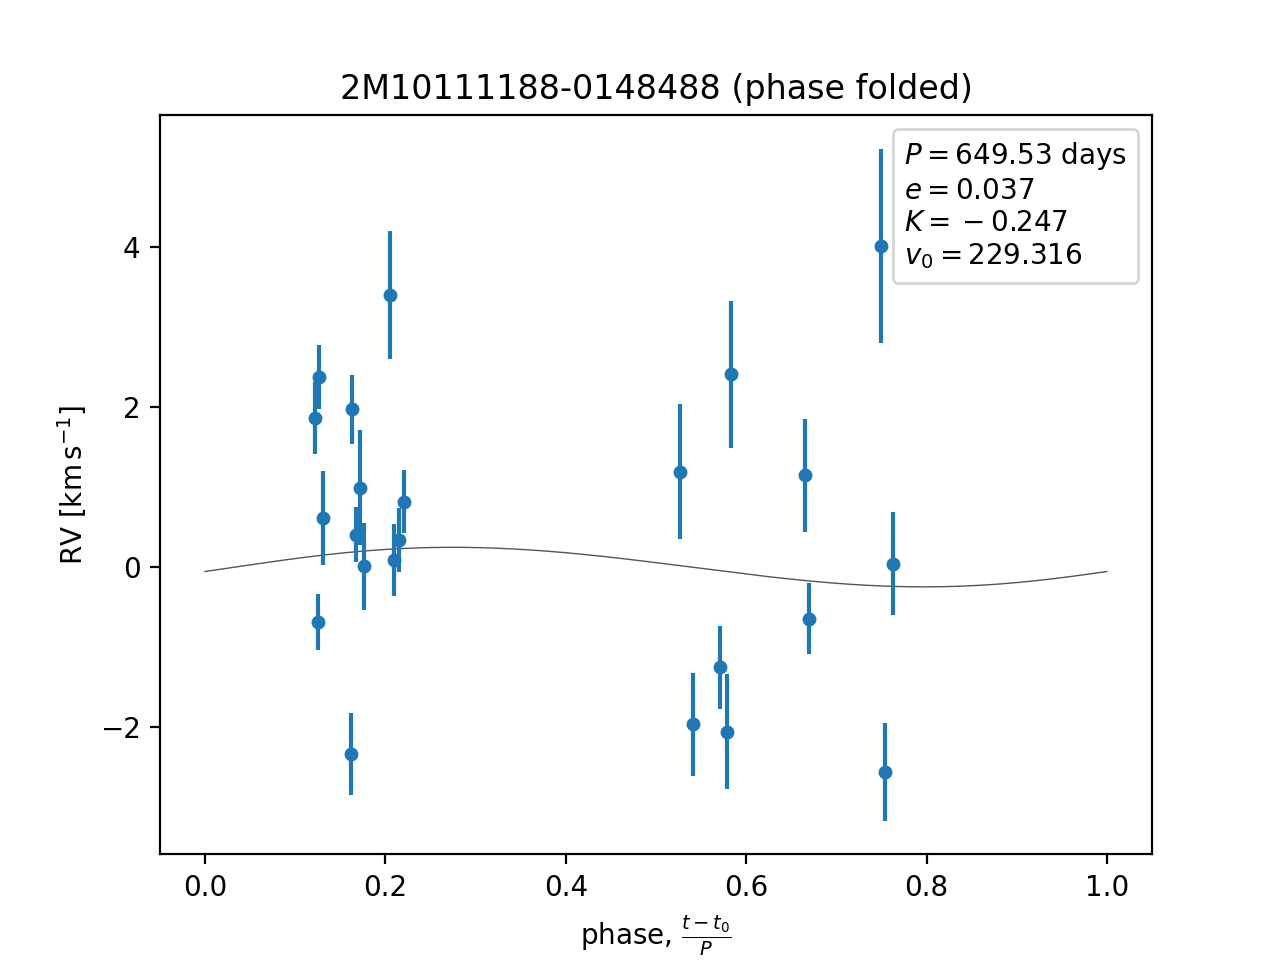 2M10111188-0148488 (phase folded)
P = 649.53 days
e = 0.037
K = −0.247
v₀ = 229.316
4
2
0
−2
RV [km s⁻¹]
0.0 0.2 0.4 0.6 0.8 1.0
phase, (t − t₀)/P